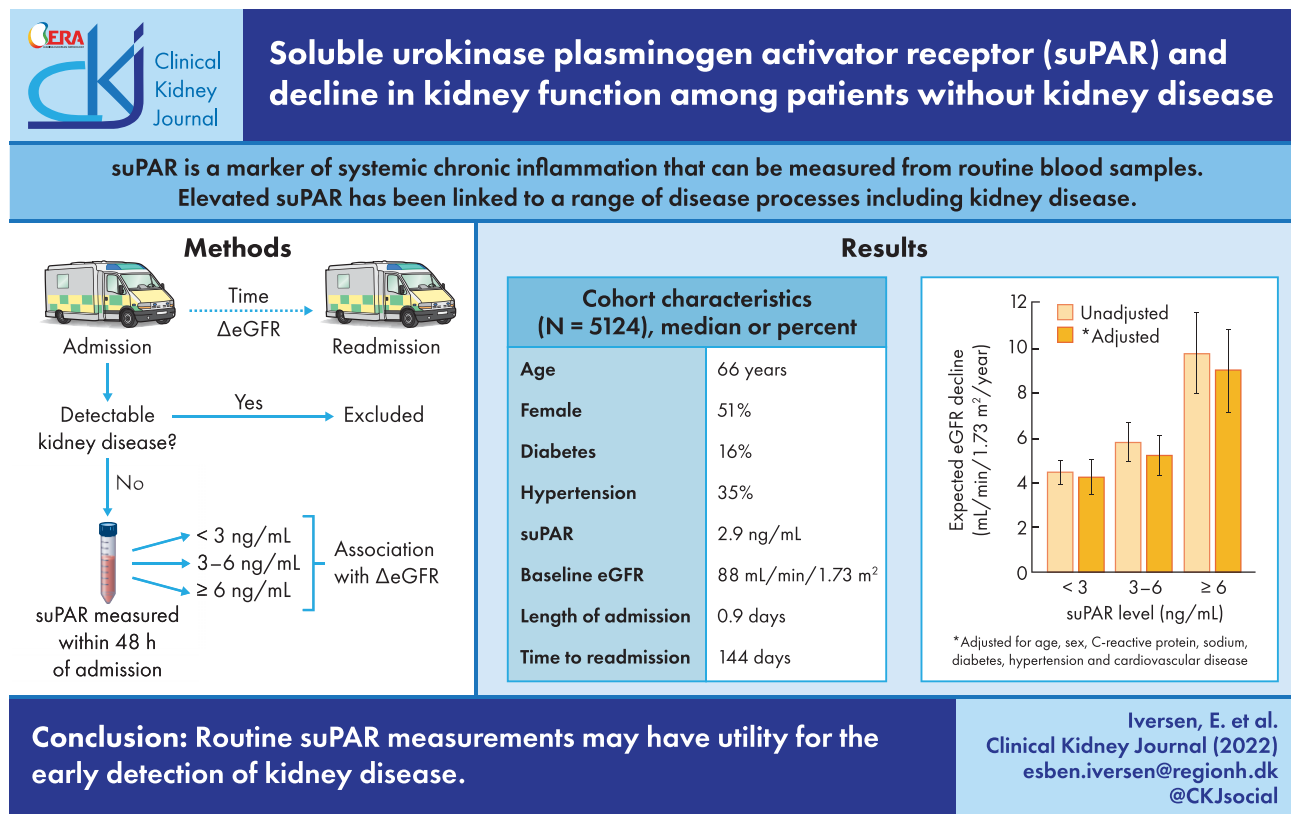 ERA
CKJ
Clinical
Kidney
Journal
Soluble urokinase plasminogen activator receptor (suPAR) and
decline in kidney function among patients without kidney disease
suPAR is a marker of systemic chronic inflammation that can be measured from routine blood samples.
Elevated suPAR has been linked to a range of disease processes including kidney disease.
Methods
Time
ΔeGFR
Admission
Readmission
Detectable
kidney disease?
Yes
Excluded
No
< 3 ng/mL
3–6 ng/mL
≥ 6 ng/mL
Association
with ΔeGFR
suPAR measured
within 48 h
of admission
Results
Cohort characteristics
(N = 5124), median or percent
Age 66 years
Female 51%
Diabetes 16%
Hypertension 35%
suPAR 2.9 ng/mL
Baseline eGFR 88 mL/min/1.73 m²
Length of admission 0.9 days
Time to readmission 144 days
Expected eGFR decline
(mL/min/1.73 m²/year)
12
10
8
6
4
2
0
Unadjusted
*Adjusted
< 3 3–6 ≥ 6
suPAR level (ng/mL)
*Adjusted for age, sex, C-reactive protein, sodium,
diabetes, hypertension and cardiovascular disease
Conclusion: Routine suPAR measurements may have utility for the
early detection of kidney disease.
Iversen, E. et al.
Clinical Kidney Journal (2022)
esben.iversen@regionh.dk
@CKJsocial